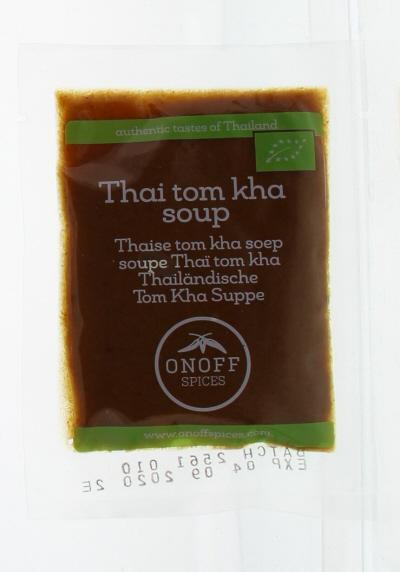 authentic tastes of Thailand
Thai tom kha
soup
Thaise tom kha soep
soupe Thaï tom kha
Thailändische
Tom Kha Suppe
ONOFF
SPICES
www.onoffspices.com
BATCH 2561 010
EXP 04 09 2020 2E